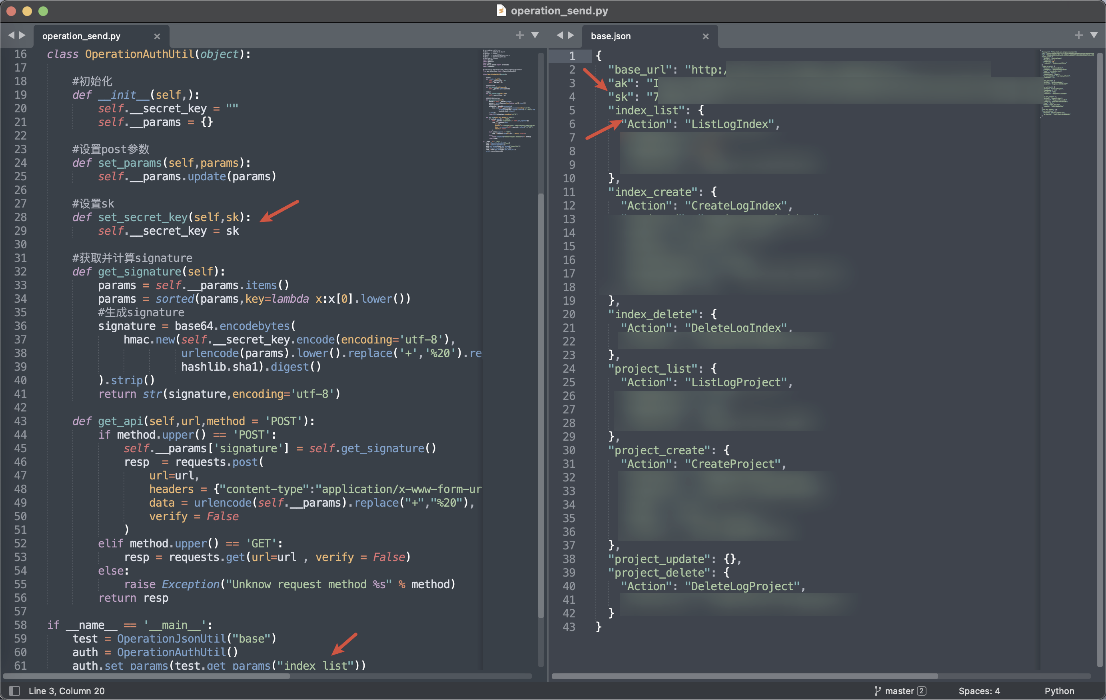 operation_send.py
operation_send.py
16 class OperationAuthUtil(object):
17
18 #初始化
19 def __init__(self,):
20 self.__secret_key = ""
21 self.__params = {}
22
23 #设置post参数
24 def set_params(self,params):
25 self.__params.update(params)
26
27 #设置sk
28 def set_secret_key(self,sk):
29 self.__secret_key = sk
30
31 #获取并计算signature
32 def get_signature(self):
33 params = self.__params.items()
34 params = sorted(params,key=lambda x:x[0].lower())
35 #生成signature
36 signature = base64.encodebytes(
37 hmac.new(self.__secret_key.encode(encoding='utf-8'),
38 urlencode(params).lower().replace('+','%20').re
39 hashlib.sha1).digest()
40 ).strip()
41 return str(signature,encoding='utf-8')
42
43 def get_api(self,url,method = 'POST'):
44 if method.upper() == 'POST':
45 self.__params['signature'] = self.get_signature()
46 resp = requests.post(
47 url=url,
48 headers = {"content-type":"application/x-www-form-ur
49 data = urlencode(self.__params).replace("+","%20"),
50 verify = False
51 )
52 elif method.upper() == 'GET':
53 resp = requests.get(url=url , verify = False)
54 else:
55 raise Exception("Unknow request method %s" % method)
56 return resp
57
58 if __name__ == '__main__':
59 test = OperationJsonUtil("base")
60 auth = OperationAuthUtil()
61 auth.set_params(test.get_params("index_list"))
base.json
1 {
2 "base_url": "http:/
3 "ak": "I
4 "sk": "7
5 "index_list": {
6 "Action": "ListLogIndex",
7
8
9
10 },
11 "index_create": {
12 "Action": "CreateLogIndex",
13
14
15
16
17
18
19 },
20 "index_delete": {
21 "Action": "DeleteLogIndex",
22
23 },
24 "project_list": {
25 "Action": "ListLogProject",
26
27
28
29 },
30 "project_create": {
31 "Action": "CreateProject",
32
33
34
35
36
37 },
38 "project_update": {},
39 "project_delete": {
40 "Action": "DeleteLogProject",
41
42 }
43 }
Line 3, Column 20
master 2
Spaces: 4
Python